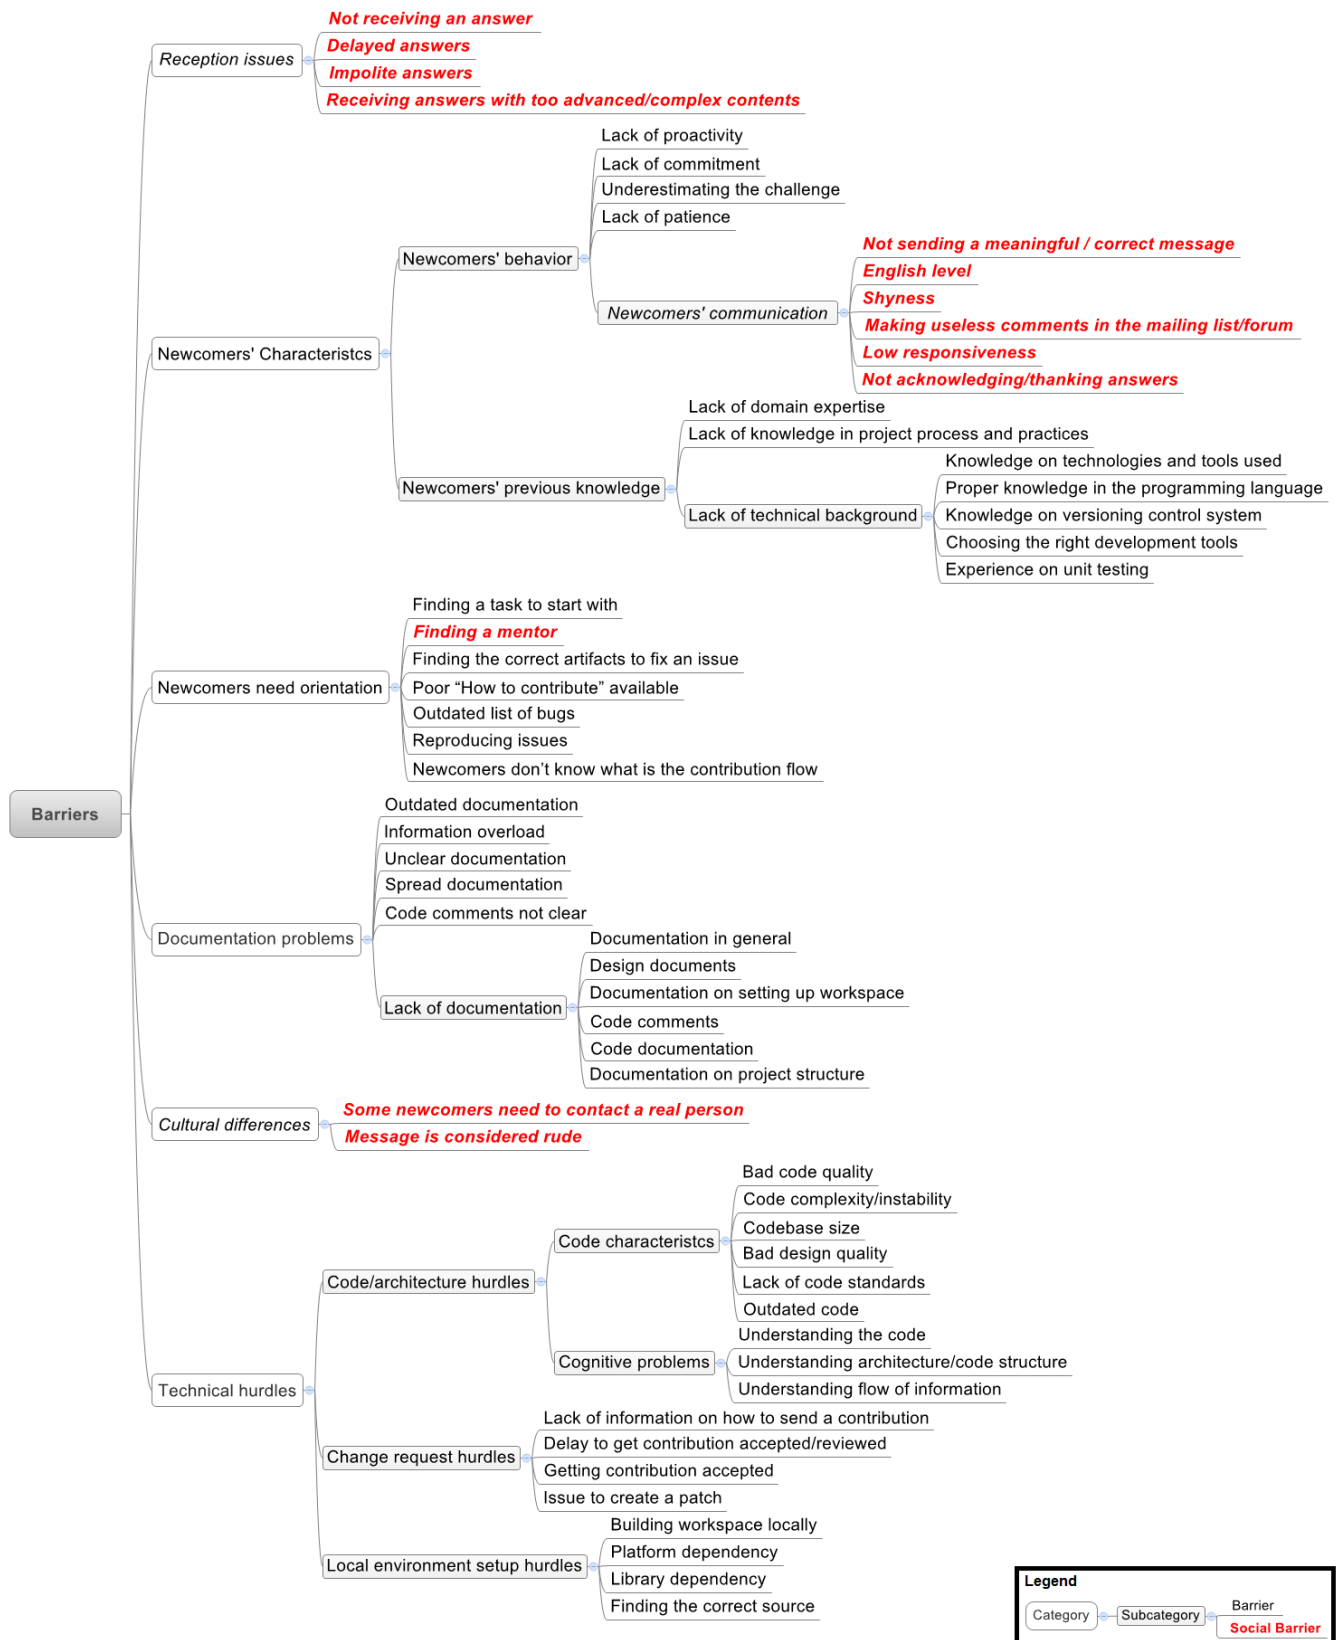 Not receiving an answer
Delayed answers
Reception issues
Impolite answers
Receiving answers with too advanced/complex contents
Lack of proactivity
Lack of commitment
Underestimating the challenge
Lack of patience
Not sending a meaningful / correct message
Newcomers' behavior
English level
Shyness
Newcomers' communication
Making useless comments in the mailing list/forum
Newcomers' Characteristcs
Low responsiveness
Not acknowledging/thanking answers
Lack of domain expertise
Lack of knowledge in project process and practices
Knowledge on technologies and tools used
Newcomers' previous knowledge
Proper knowledge in the programming language
Lack of technical background
Knowledge on versioning control system
Choosing the right development tools
Experience on unit testing
Finding a task to start with
Finding a mentor
Finding the correct artifacts to fix an issue
Newcomers need orientation
Poor “How to contribute” available
Outdated list of bugs
Reproducing issues
Newcomers don’t know what is the contribution flow
Barriers
Outdated documentation
Information overload
Unclear documentation
Spread documentation
Code comments not clear
Documentation problems
Documentation in general
Design documents
Documentation on setting up workspace
Lack of documentation
Code comments
Code documentation
Documentation on project structure
Some newcomers need to contact a real person
Cultural differences
Message is considered rude
Bad code quality
Code complexity/instability
Codebase size
Code characteristcs
Bad design quality
Code/architecture hurdles
Lack of code standards
Outdated code
Understanding the code
Cognitive problems
Understanding architecture/code structure
Understanding flow of information
Technical hurdles
Lack of information on how to send a contribution
Delay to get contribution accepted/reviewed
Change request hurdles
Getting contribution accepted
Issue to create a patch
Building workspace locally
Platform dependency
Local environment setup hurdles
Library dependency
Finding the correct source
Legend
Category
Subcategory
Barrier
Social Barrier